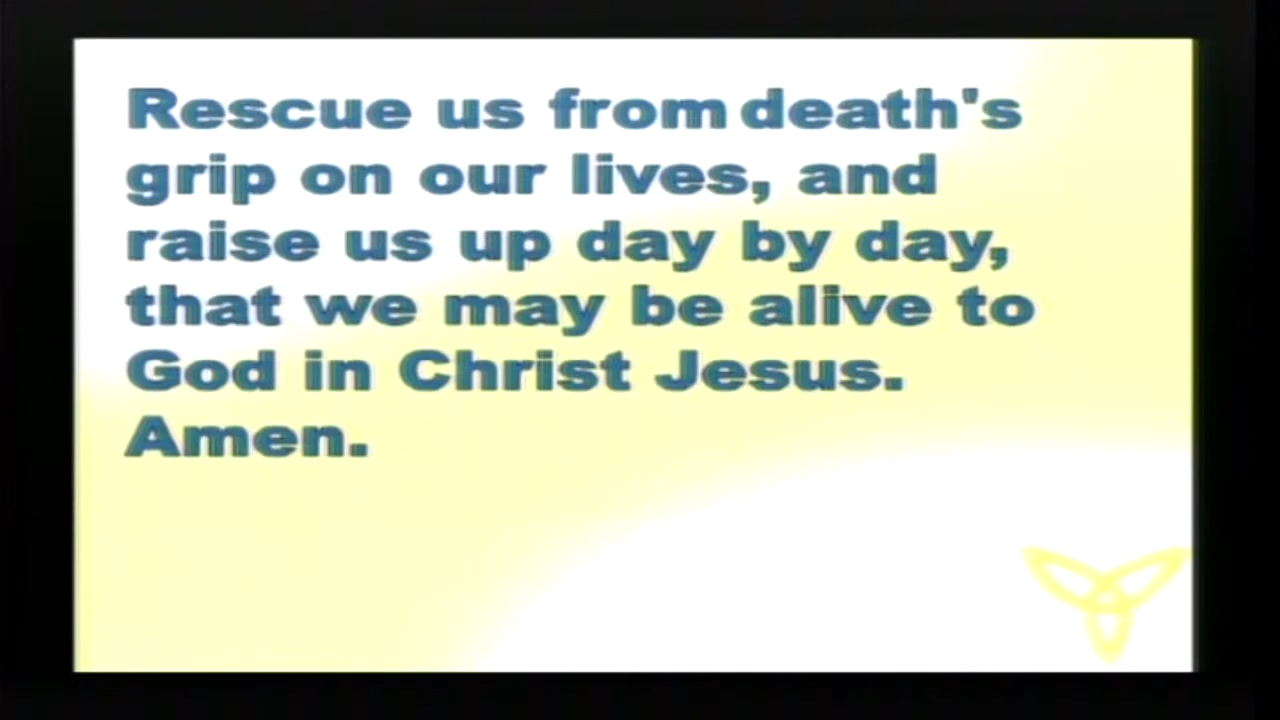 Rescue us from death's
grip on our lives, and
raise us up day by day,
that we may be alive to
God in Christ Jesus.
Amen.